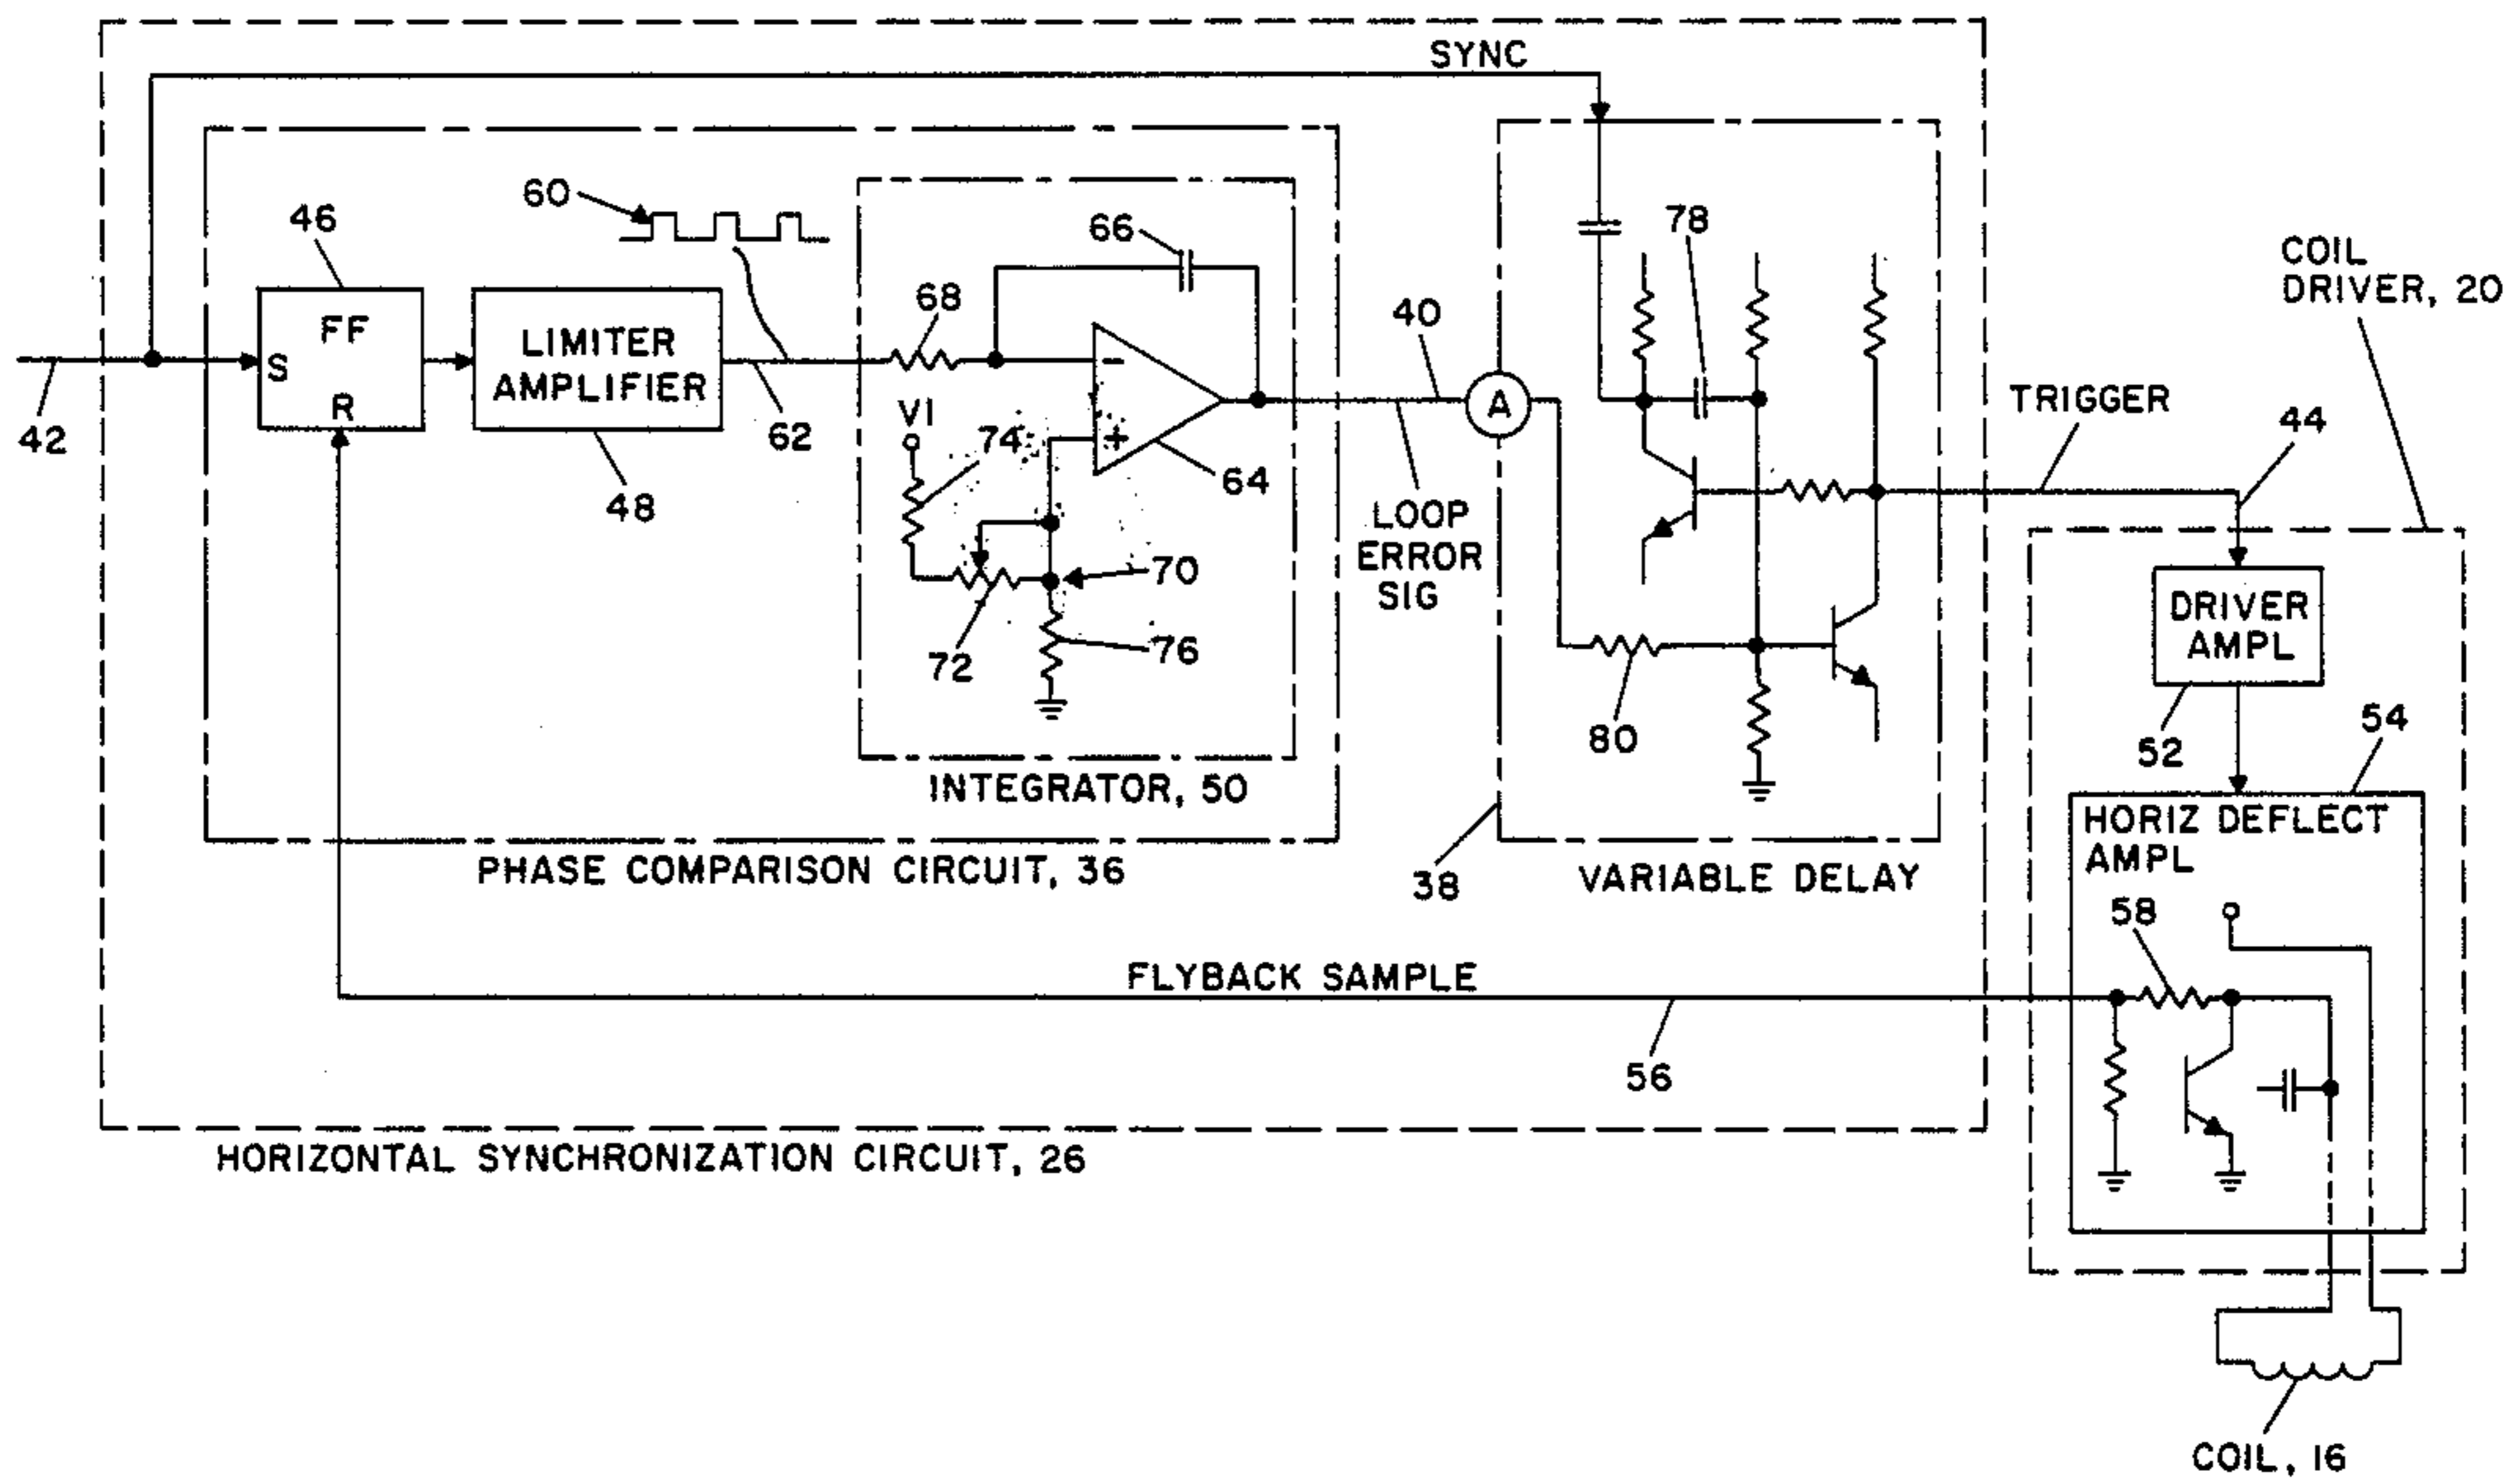 SYNC
60
46
66
78
COIL
DRIVER, 20
68
40
FF
S
R
LIMITER
AMPLIFIER
-
+
V1
74
A
TRIGGER
44
42
62
48
64
LOOP
ERROR
SIG
70
72
76
80
DRIVER
AMPL
52
54
INTEGRATOR, 50
HORIZ DEFLECT
AMPL
PHASE COMPARISON CIRCUIT, 36
38
VARIABLE DELAY
58
FLYBACK SAMPLE
56
HORIZONTAL SYNCHRONIZATION CIRCUIT, 26
COIL, 16